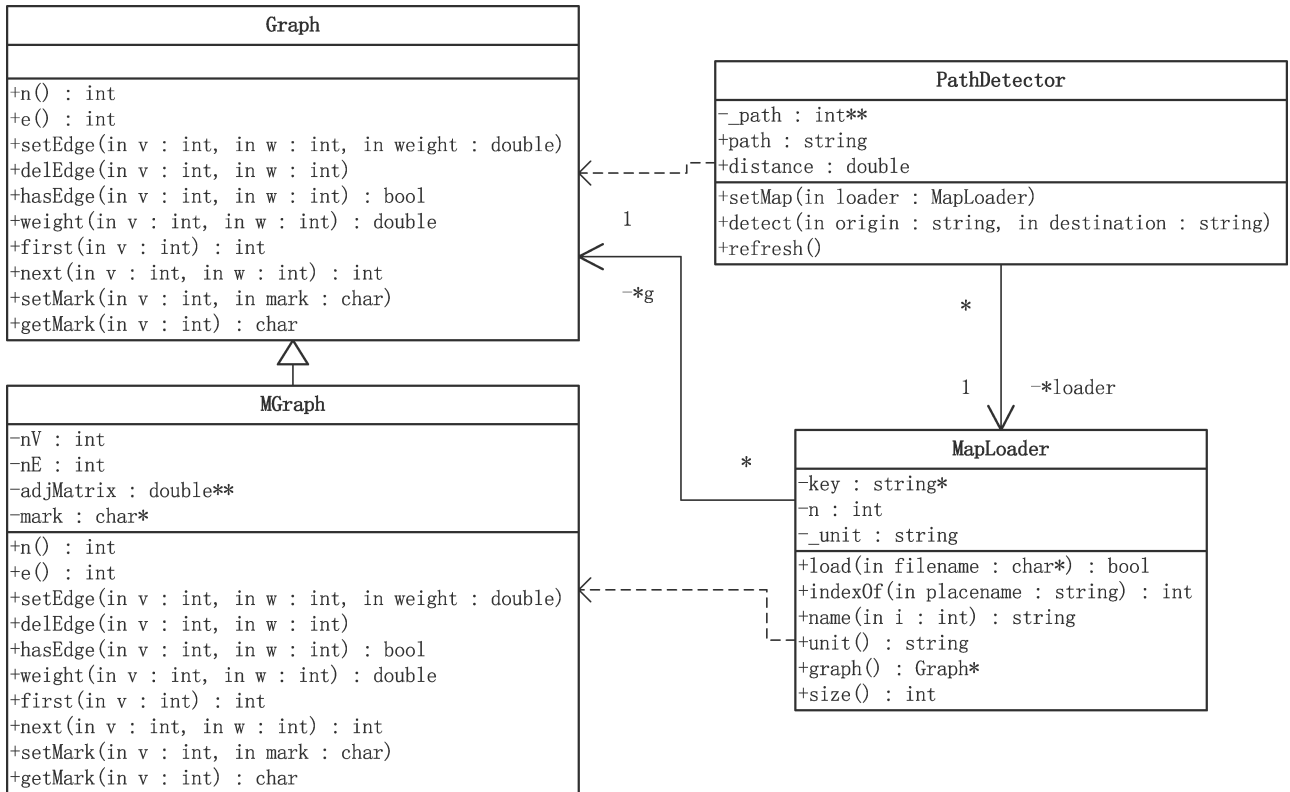 Graph
+n() : int
+e() : int
+setEdge(in v : int, in w : int, in weight : double)
+delEdge(in v : int, in w : int)
+hasEdge(in v : int, in w : int) : bool
+weight(in v : int, in w : int) : double
+first(in v : int) : int
+next(in v : int, in w : int) : int
+setMark(in v : int, in mark : char)
+getMark(in v : int) : char
PathDetector
-_path : int**
+path : string
+distance : double
+setMap(in loader : MapLoader)
+detect(in origin : string, in destination : string)
+refresh()
1
-*g
*
*
1
-*loader
MGraph
-nV : int
-nE : int
-adjMatrix : double**
-mark : char*
+n() : int
+e() : int
+setEdge(in v : int, in w : int, in weight : double)
+delEdge(in v : int, in w : int)
+hasEdge(in v : int, in w : int) : bool
+weight(in v : int, in w : int) : double
+first(in v : int) : int
+next(in v : int, in w : int) : int
+setMark(in v : int, in mark : char)
+getMark(in v : int) : char
MapLoader
-key : string*
-n : int
-_unit : string
+load(in filename : char*) : bool
+indexOf(in placename : string) : int
+name(in i : int) : string
+unit() : string
+graph() : Graph*
+size() : int